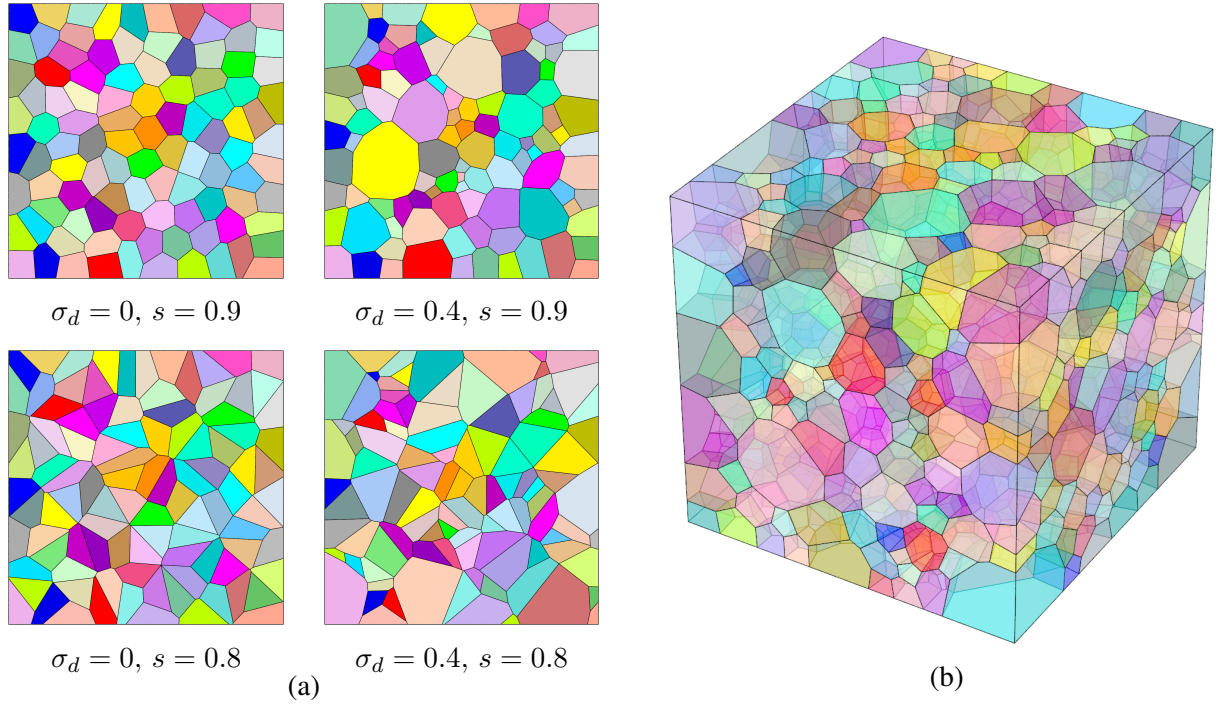 σ_d = 0, s = 0.9
σ_d = 0.4, s = 0.9
σ_d = 0, s = 0.8
σ_d = 0.4, s = 0.8
(a)
(b)